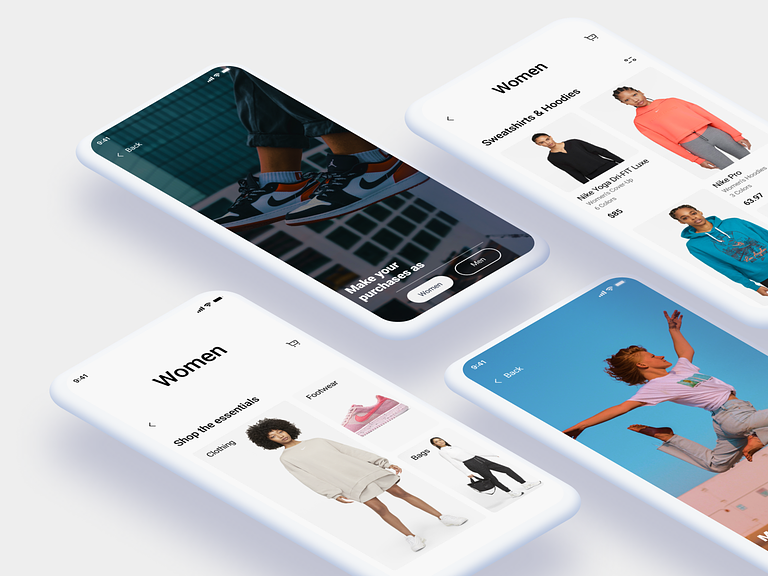 9:41
Back
Make your
purchases as
Women
Men
Women
Sweatshirts & Hoodies
Nike Yoga Dri-FIT Luxe
Women's Cover-Up
6 Colors
$85
Nike Pro
Women's Hoodies
3 Colors
63.97
9:41
Women
Shop the essentials
Clothing
Footwear
Bags
9:41
Back